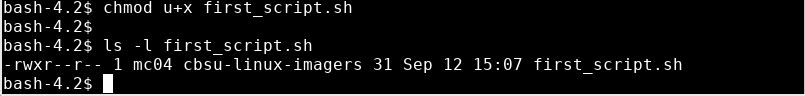 bash-4.2$ chmod u+x first_script.sh
bash-4.2$
bash-4.2$ ls -l first_script.sh
-rwxr--r-- 1 mc04 cbsu-linux-imagers 31 Sep 12 15:07 first_script.sh
bash-4.2$